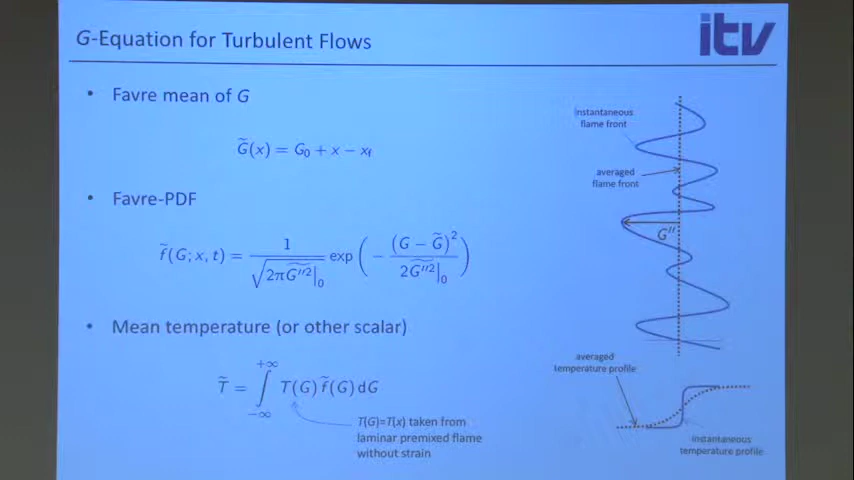 G-Equation for Turbulent Flows
itv
• Favre mean of G
G̃(x) = G₀ + x − x_f
• Favre-PDF
f̃(G; x, t) = 1 / √(2π G̃″²|₀) exp ( − (G − G̃)² / 2G̃″²|₀ )
• Mean temperature (or other scalar)
T̃ = ∫_{−∞}^{+∞} T(G) f̃(G) dG
T(G)=T(x) taken from
laminar premixed flame
without strain
instantaneous
flame front
averaged
flame front
G″
averaged
temperature profile
instantaneous
temperature profile